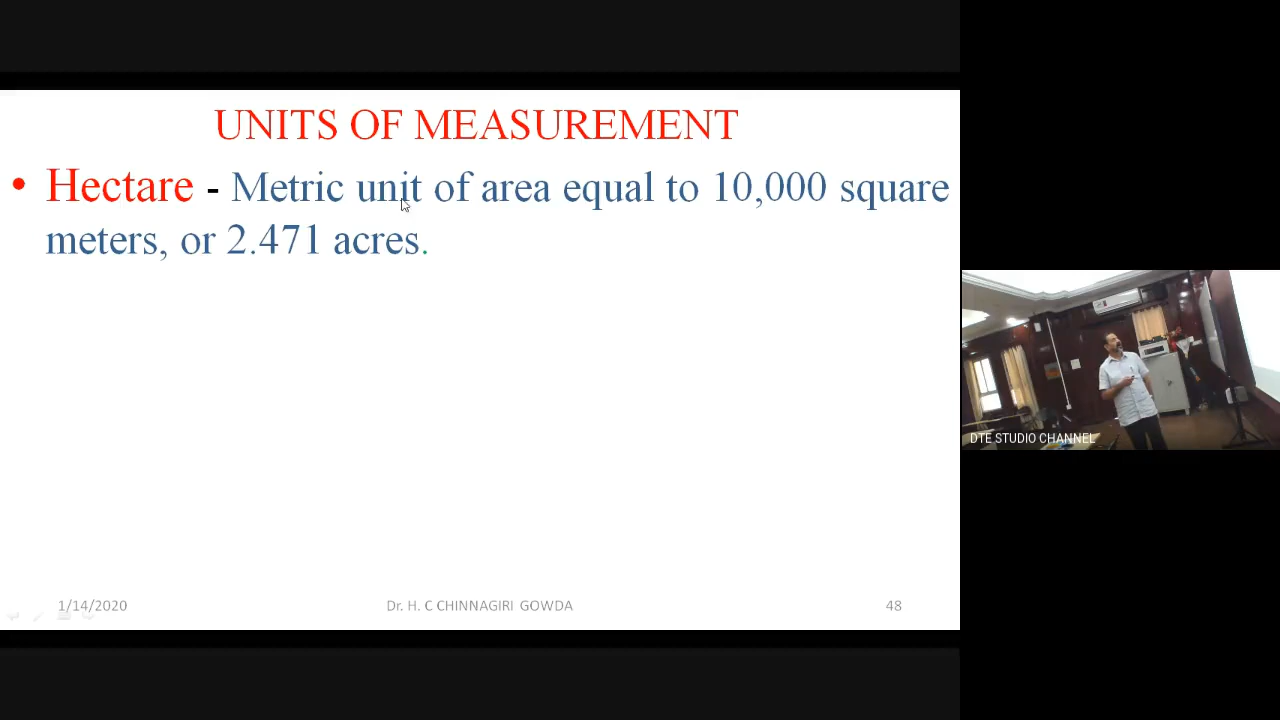 UNITS OF MEASUREMENT
• Hectare - Metric unit of area equal to 10,000 square
meters, or 2.471 acres.
1/14/2020
Dr. H. C CHINNAGIRI GOWDA
48
DTE STUDIO CHANNEL